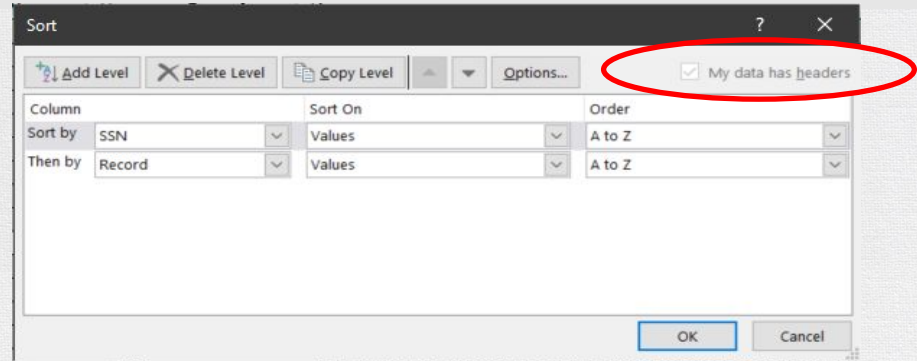 Sort ?
Add Level Delete Level Copy Level Options... My data has headers
Column Sort On Order
Sort by SSN Values A to Z
Then by Record Values A to Z
OK Cancel